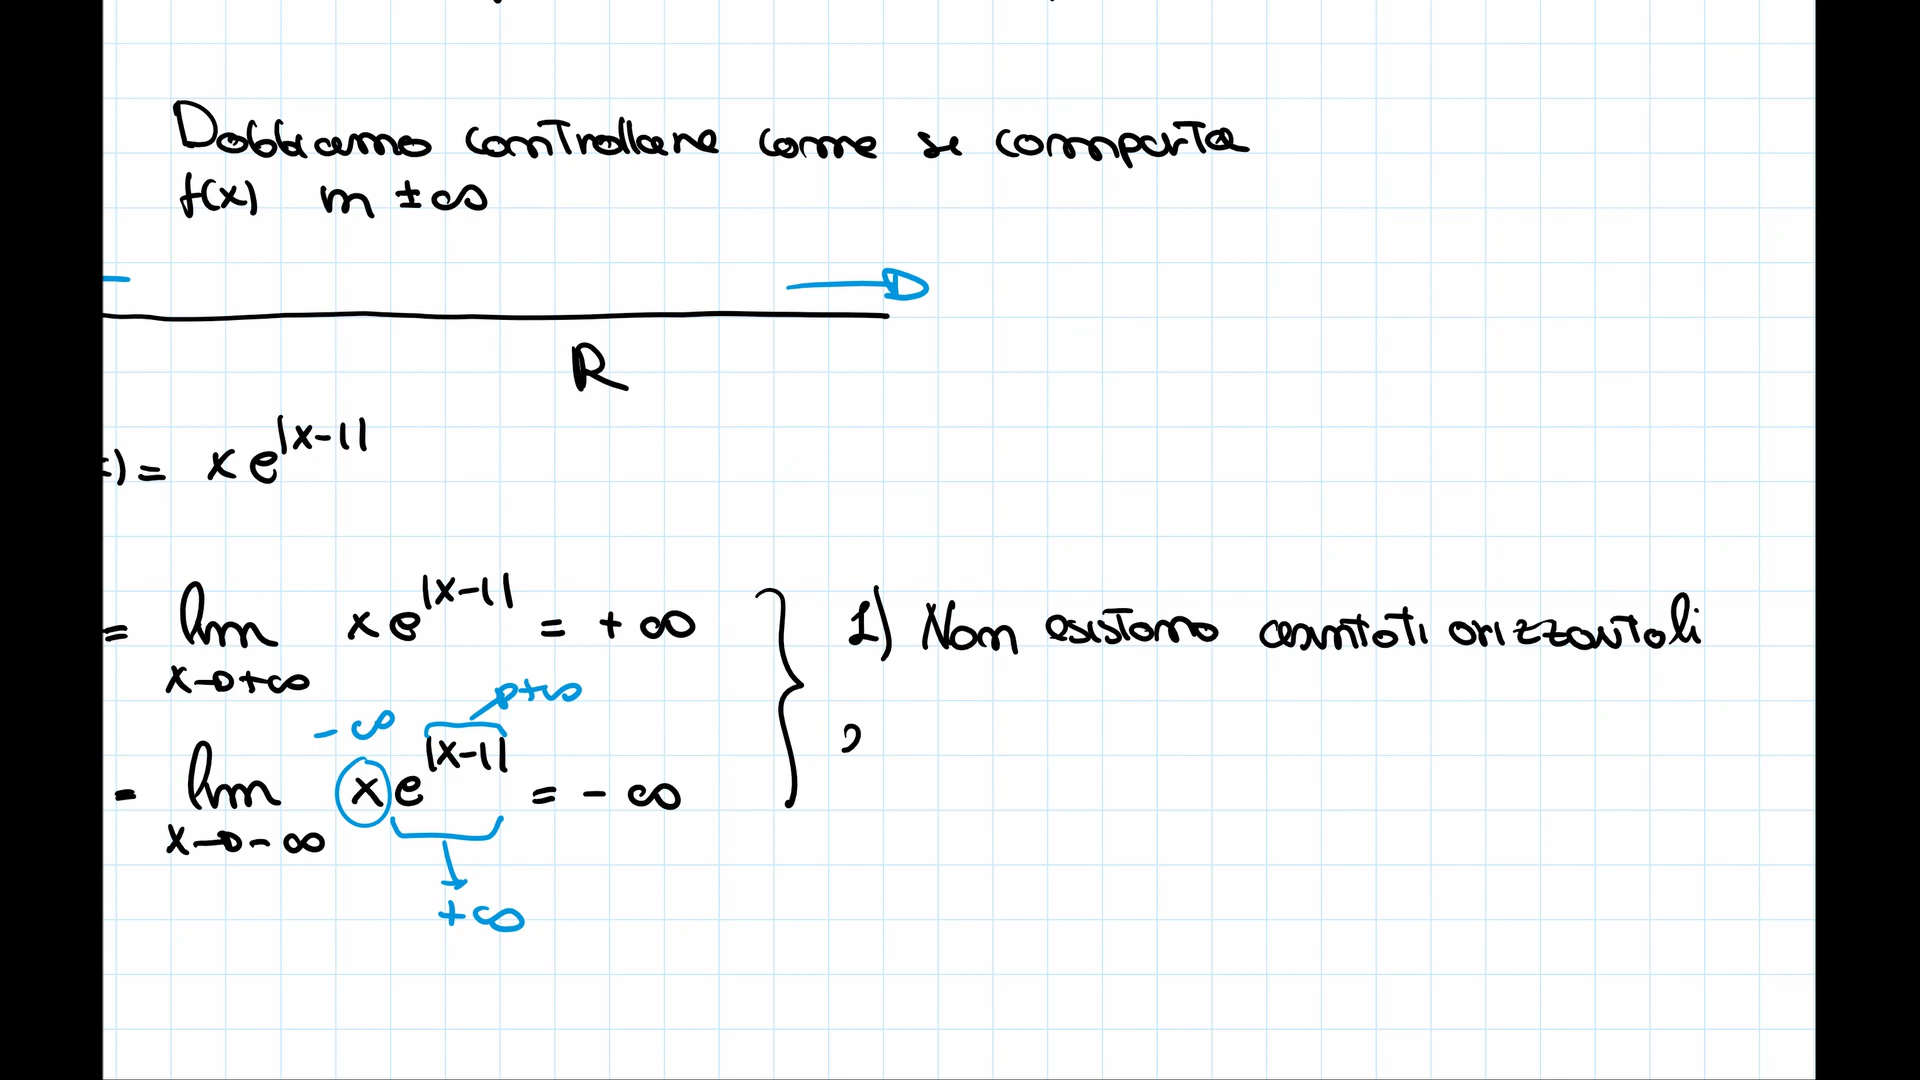 Dobbiamo controllare come si comporta
f(x) in ±∞
R
) = x e^|x-1|
= lim x e^|x-1| = +∞
x→+∞
1) Non esistono asintoti orizzontali
-∞ →+∞
= lim x e^|x-1| = -∞
x→-∞
+∞